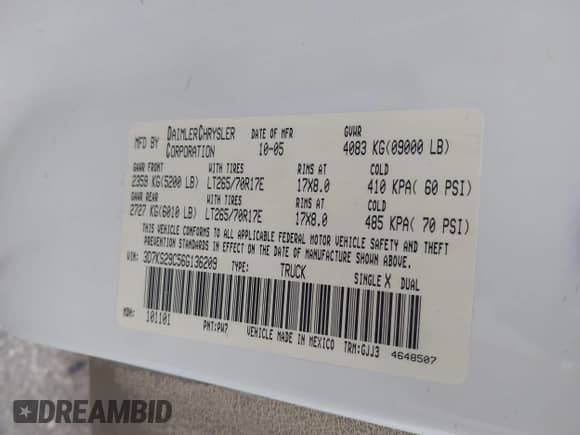 MFD BY DAIMLERCHRYSLER CORPORATION DATE OF MFR 10-05 GVWR 4083 KG(09000 LB)
GAWR FRONT WITH TIRES RIMS AT COLD
2359 KG(5200 LB) LT265/70R17E 17X8.0 410 KPA( 60 PSI)
GAWR REAR WITH TIRES RIMS AT COLD
2727 KG(6010 LB) LT265/70R17E 17X8.0 485 KPA( 70 PSI)
THIS VEHICLE CONFORMS TO ALL APPLICABLE FEDERAL MOTOR VEHICLE SAFETY AND THEFT
PREVENTION STANDARDS IN EFFECT ON THE DATE OF MANUFACTURE SHOWN ABOVE.
VIN: 3D7KS29C56G136209 TYPE: TRUCK SINGLE X DUAL
MDH: 101101 PNT:PW7 VEHICLE MADE IN MEXICO TRM:GJJ3 4648507
DREAMBID